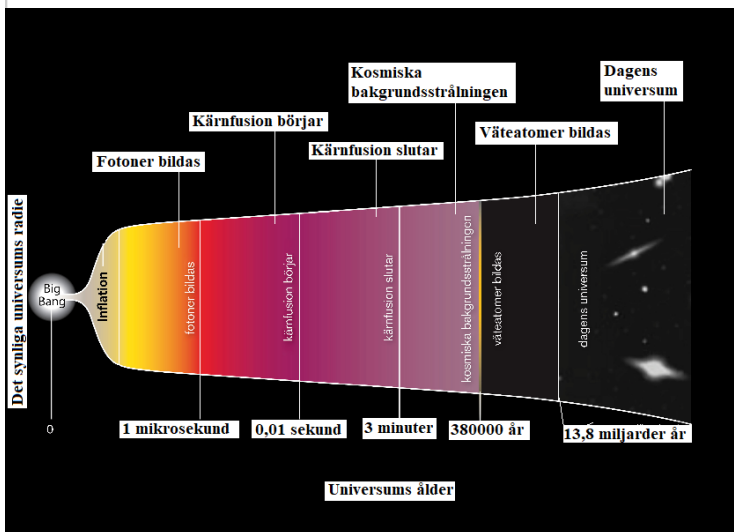 Kosmiska
bakgrundsstrålningen
Dagens
universum
Kärnfusion börjar
Väteatomer bildas
Kärnfusion slutar
Fotoner bildas
Det synliga universums radie
Big
Bang
Inflation
fotoner bildas
kärnfusion börjar
kärnfusion slutar
kosmiska bakgrundsstrålningen
väteatomer bildas
dagens universum
0
1 mikrosekund
0,01 sekund
3 minuter
380000 år
13,8 miljarder år
Universums ålder